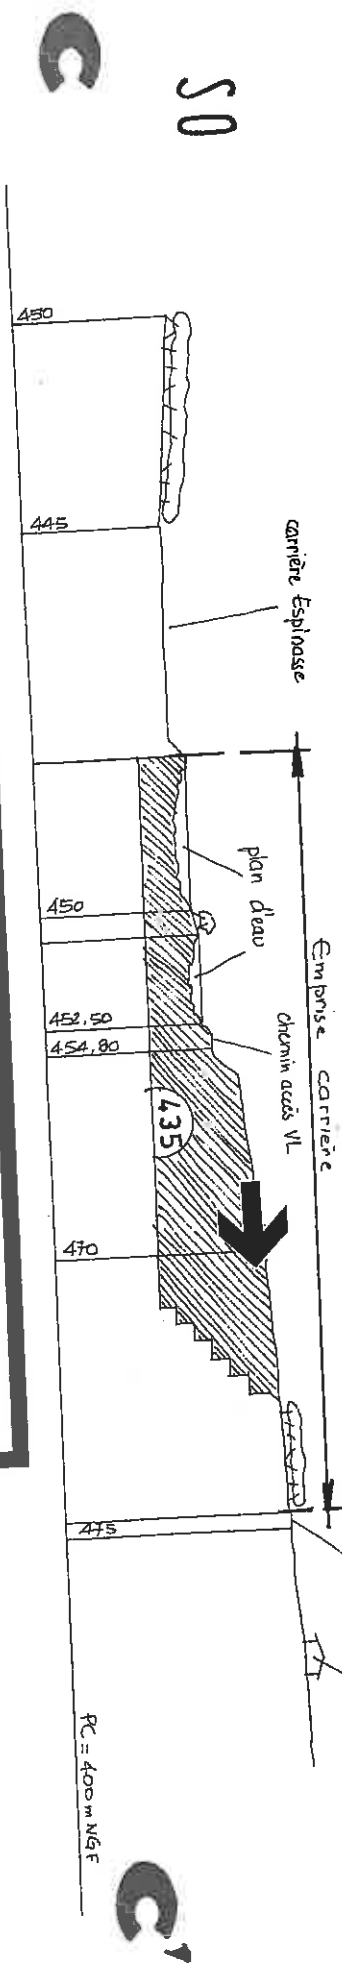 C
SO
450
445
carrière Espinasse
Emprise carrière
plan d'eau
chemin accès VL
450
452,50
454,80
435
470
475
PC = 400 m NGF
C'